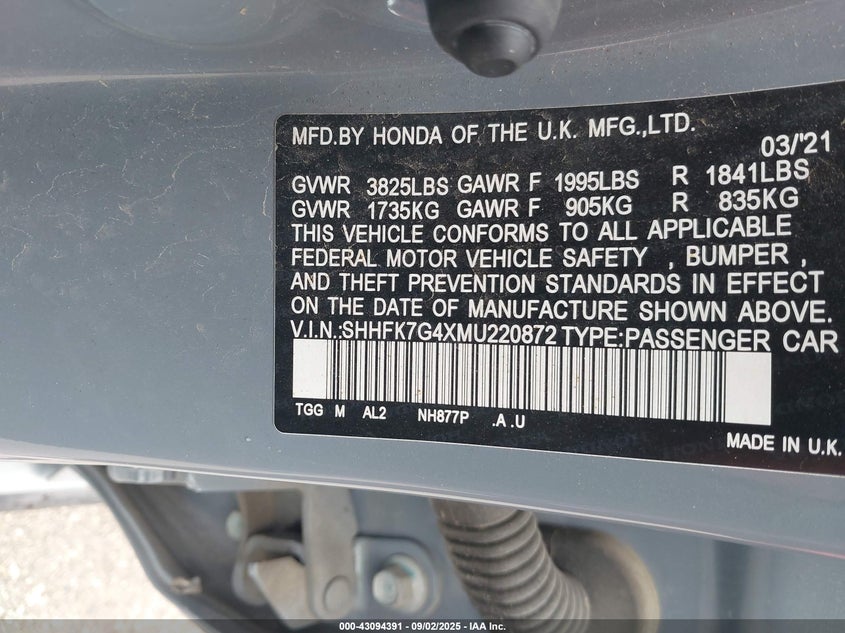 MFD.BY HONDA OF THE U.K. MFG.,LTD.
03/'21
GVWR 3825LBS GAWR F 1995LBS R 1841LBS
GVWR 1735KG GAWR F 905KG R 835KG
THIS VEHICLE CONFORMS TO ALL APPLICABLE
FEDERAL MOTOR VEHICLE SAFETY , BUMPER ,
AND THEFT PREVENTION STANDARDS IN EFFECT
ON THE DATE OF MANUFACTURE SHOWN ABOVE.
V.I.N.:SHHFK7G4XMU220872 TYPE:PASSENGER CAR
TGG M AL2 NH877P .A .U
MADE IN U.K.
000-43094391 - 09/02/2025 - IAA Inc.